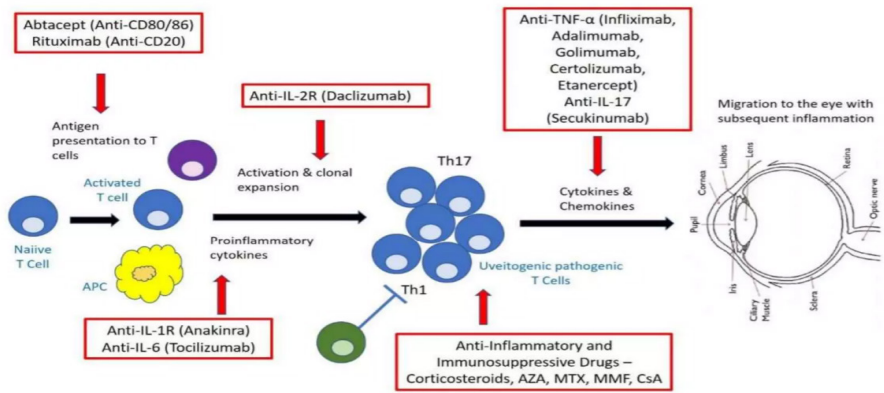 Abtacept (Anti-CD80/86)
Rituximab (Anti-CD20)
Anti-IL-2R (Daclizumab)
Anti-TNF-α (Infliximib,
Adalimumab,
Golimumab,
Certolizumab,
Etanercept)
Anti-IL-17
(Secukinumab)
Migration to the eye with
subsequent inflammation
Antigen
presentation to T
cells
Activated
T cell
Naiive
T Cell
APC
Activation & clonal
expansion
Proinflammatory
cytokines
Th17
Th1
Uveitogenic pathogenic
T Cells
Cytokines &
Chemokines
Anti-IL-1R (Anakinra)
Anti-IL-6 (Tocilizumab)
Anti-Inflammatory and
Immunosuppressive Drugs –
Corticosteroids, AZA, MTX, MMF, CsA
Cornea
Limbus
Lens
Retina
Optic nerve
Pupil
Iris
Ciliary
Muscle
Sclera